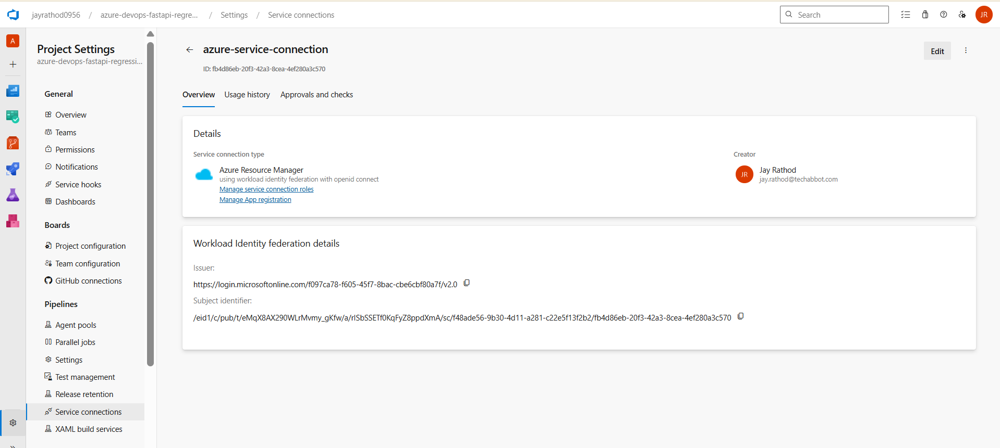 jayrathod0956 / azure-devops-fastapi-regre... / Settings / Service connections
Search
JR
A
Project Settings
azure-devops-fastapi-regressi...
General
Overview
Teams
Permissions
Notifications
Service hooks
Dashboards
Boards
Project configuration
Team configuration
GitHub connections
Pipelines
Agent pools
Parallel jobs
Settings
Test management
Release retention
Service connections
XAML build services
azure-service-connection
ID: fb4d86eb-20f3-42a3-8cea-4ef280a3c570
Edit
Overview Usage history Approvals and checks
Details
Service connection type
Azure Resource Manager
using workload identity federation with openid connect
Manage service connection roles
Manage App registration
Creator
JR
Jay Rathod
jay.rathod@techabbot.com
Workload Identity federation details
Issuer:
https://login.microsoftonline.com/f097ca78-f605-45f7-8bac-cbe6cbf80a7f/v2.0
Subject identifier:
/eid1/c/pub/t/eMqX8AX290WLrMvmy_gKfw/a/rISbSSETf0KqFyZ8ppdXmA/sc/f48ade56-9b30-4d11-a281-c22e5f13f2b2/fb4d86eb-20f3-42a3-8cea-4ef280a3c570